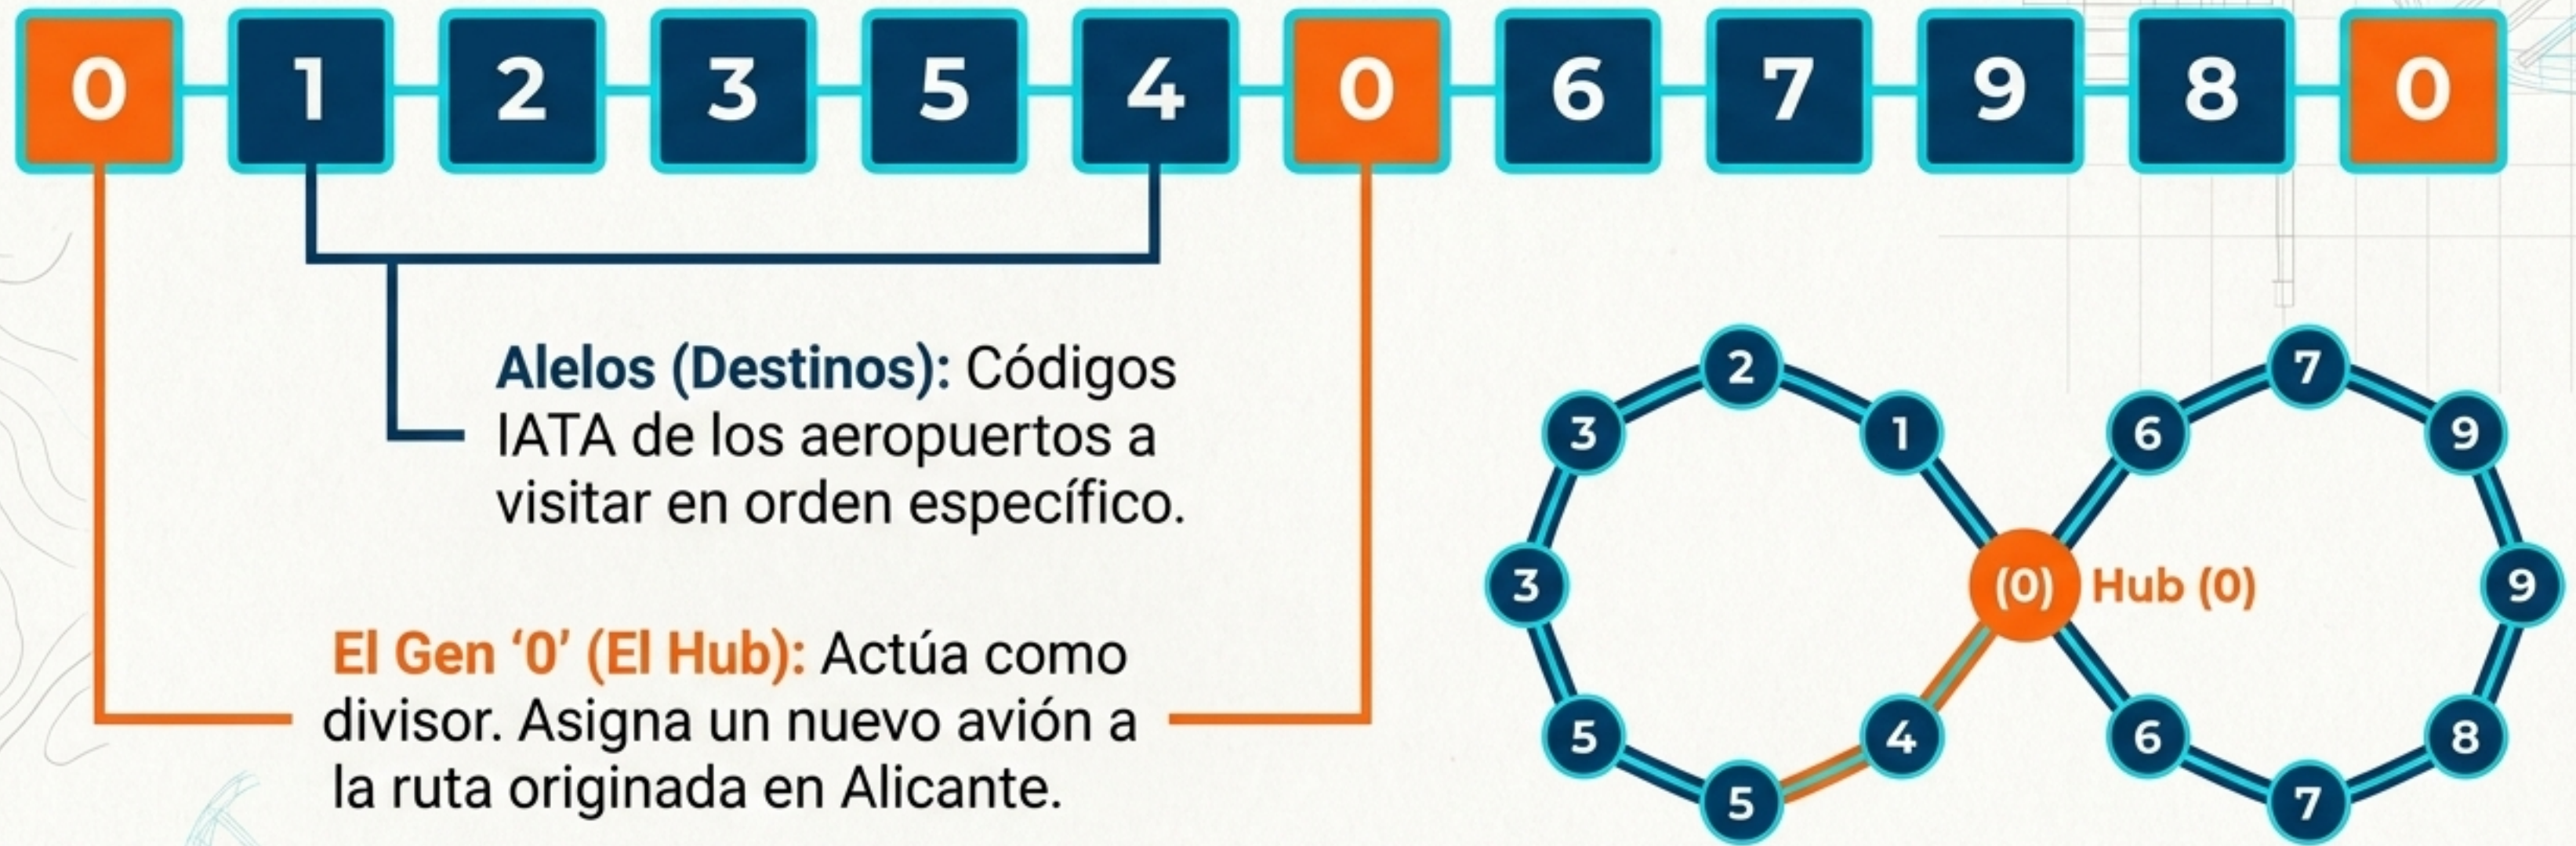 0 1 2 3 5 4 0 6 7 9 8 0
Alelos (Destinos): Códigos
IATA de los aeropuertos a
visitar en orden específico.
El Gen ‘0’ (El Hub): Actúa como
divisor. Asigna un nuevo avión a
la ruta originada en Alicante.
2
7
3
1
6
9
3
(0)
Hub (0)
9
5
4
6
8
5
7